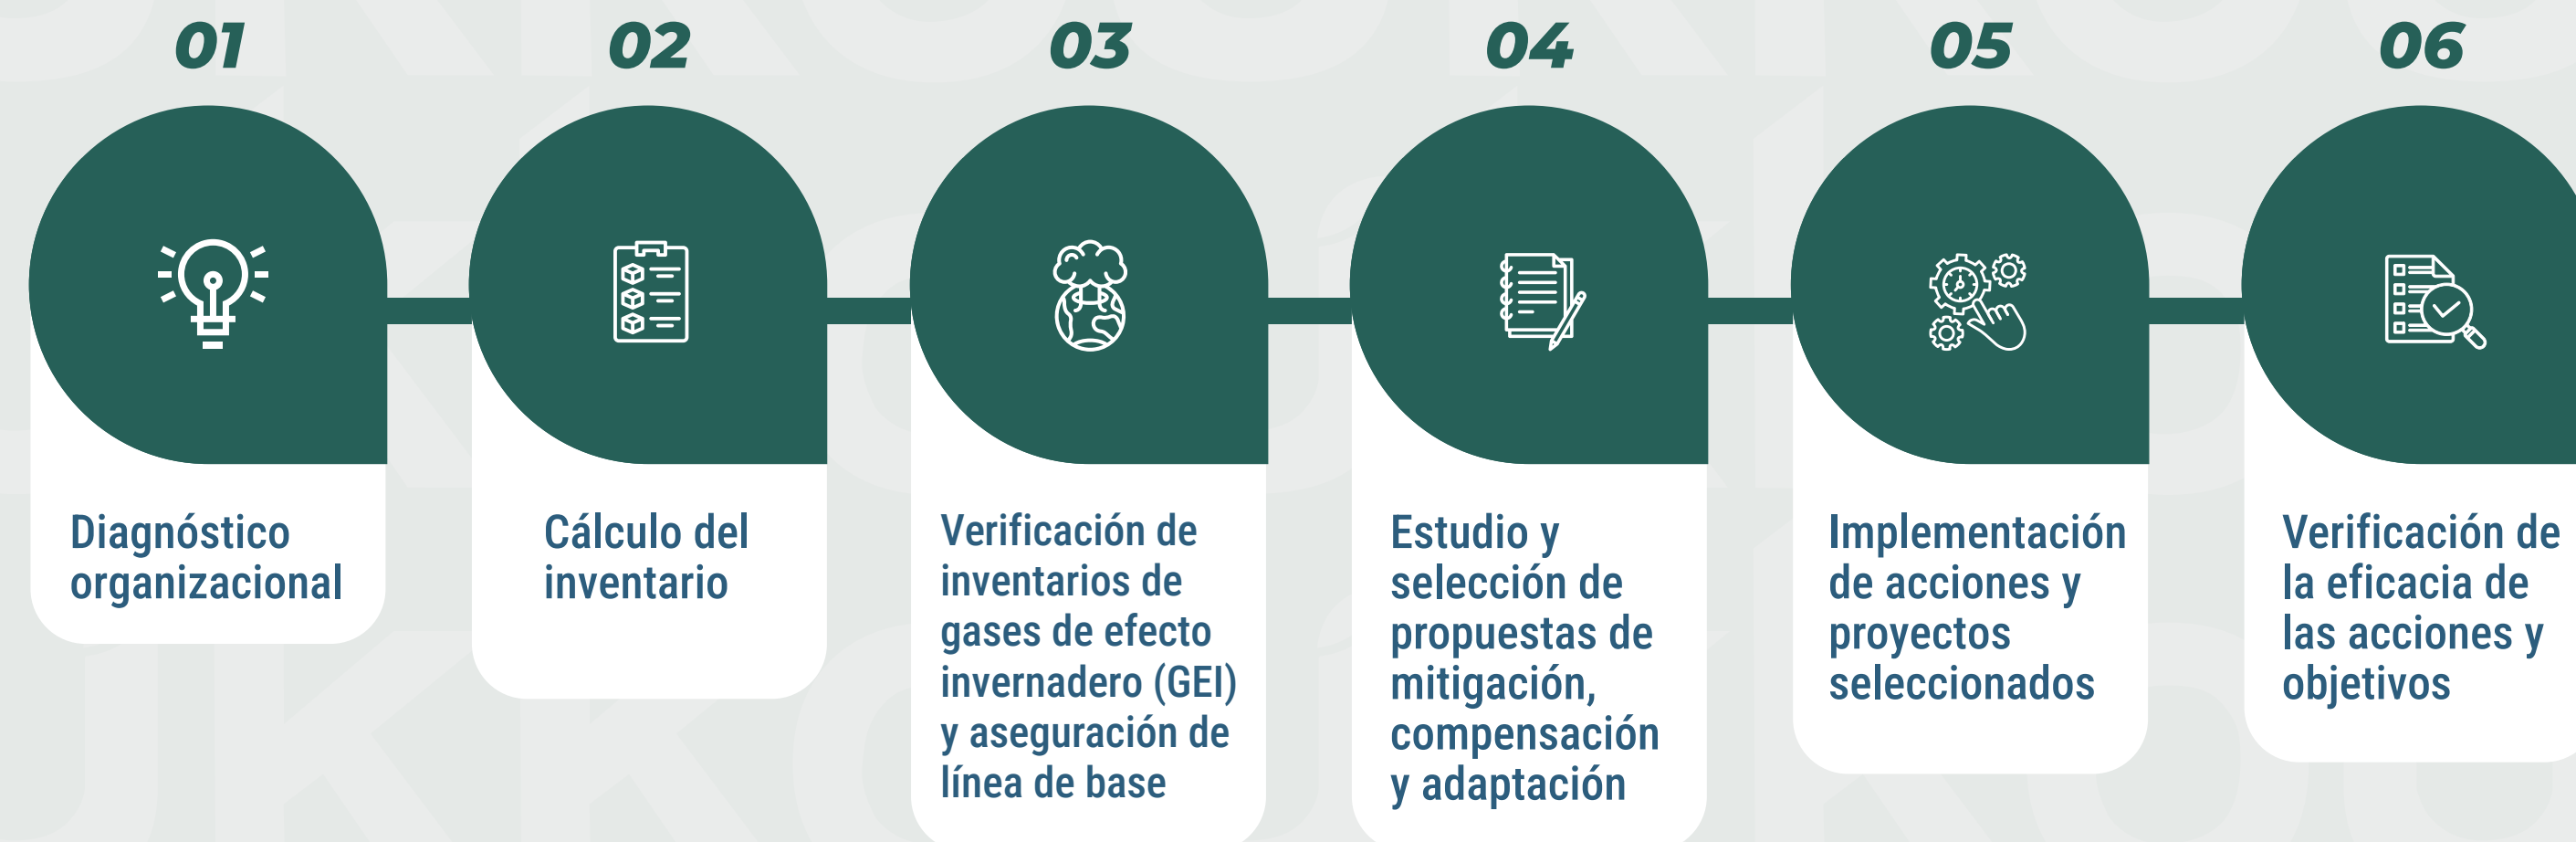 01
Diagnóstico
organizacional
02
Cálculo del
inventario
03
Verificación de
inventarios de
gases de efecto
invernadero (GEI)
y aseguración de
línea de base
04
Estudio y
selección de
propuestas de
mitigación,
compensación
y adaptación
05
Implementación
de acciones y
proyectos
seleccionados
06
Verificación de
la eficacia de
las acciones y
objetivos